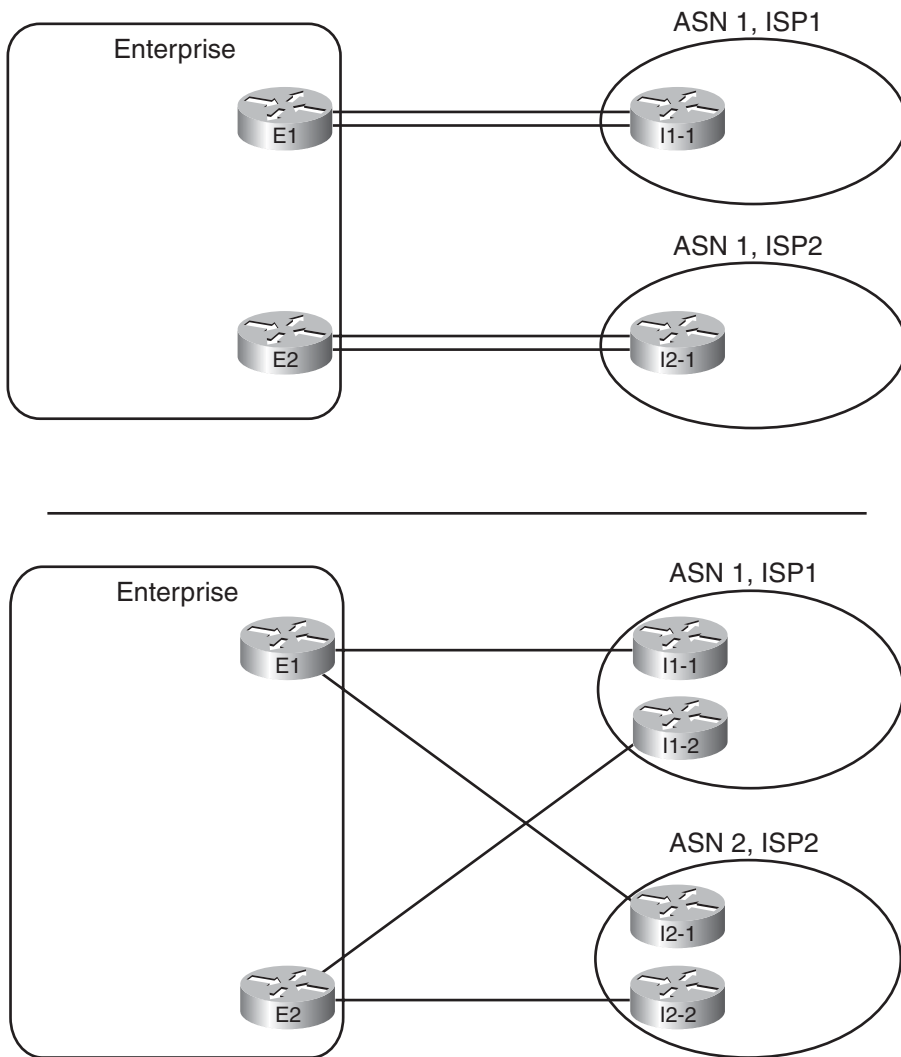 ASN 1, ISP1
Enterprise
E1
I1-1
ASN 1, ISP2
E2
I2-1
ASN 1, ISP1
Enterprise
E1
I1-1
I1-2
ASN 2, ISP2
I2-1
E2
I2-2